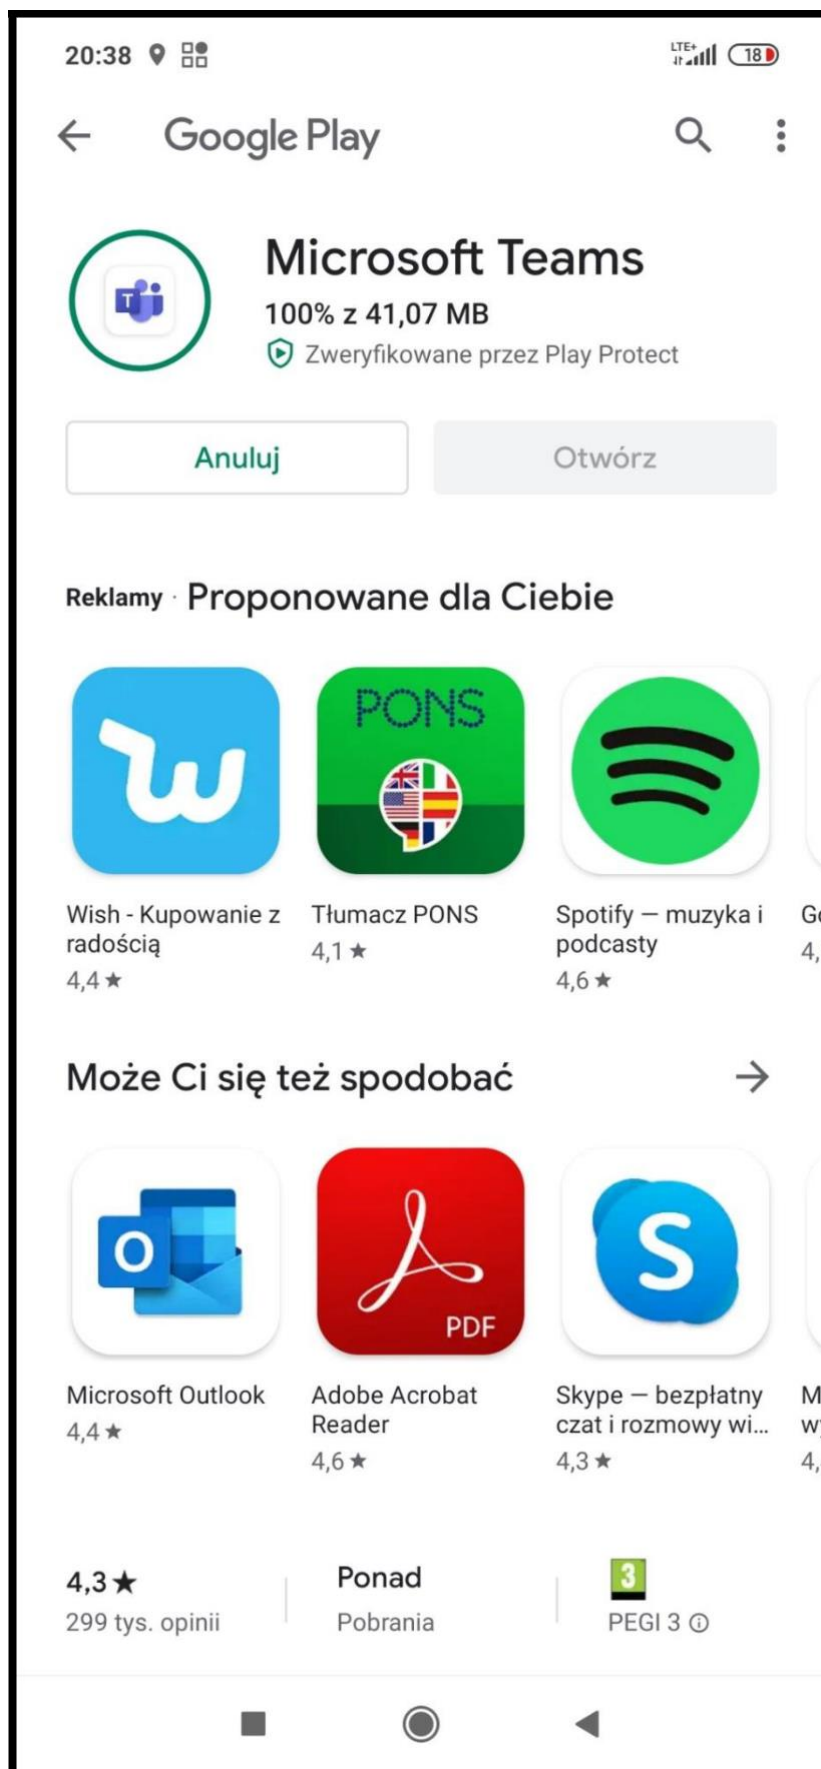 20:38
LTE+
18
Google Play
Microsoft Teams
T
100% z 41,07 MB
Zweryfikowane przez Play Protect
Anuluj
Otwórz
Reklamy · Proponowane dla Ciebie
w
PONS
Wish - Kupowanie z
radością
4,4 ★
Tłumacz PONS
4,1 ★
Spotify — muzyka i
podcasty
4,6 ★
4,
Może Ci się też spodobać
O
PDF
S
Microsoft Outlook
4,4 ★
Adobe Acrobat
Reader
4,6 ★
Skype — bezpłatny
czat i rozmowy wi...
4,3 ★
M
4,
4,3 ★
299 tys. opinii
Ponad
Pobrania
3
PEGI 3